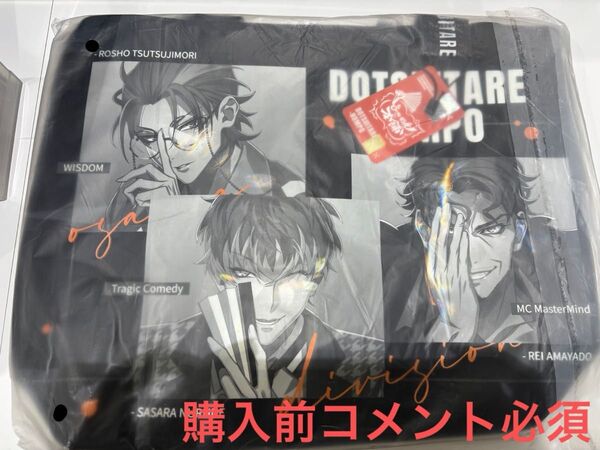 - ROSHO TSUTSUJIMORI
WISDOM
DOTSUITARE
osaka
Tragic Comedy
MC MasterMind
- REI AMAYADO
division
- SASARA
購入前コメント必須